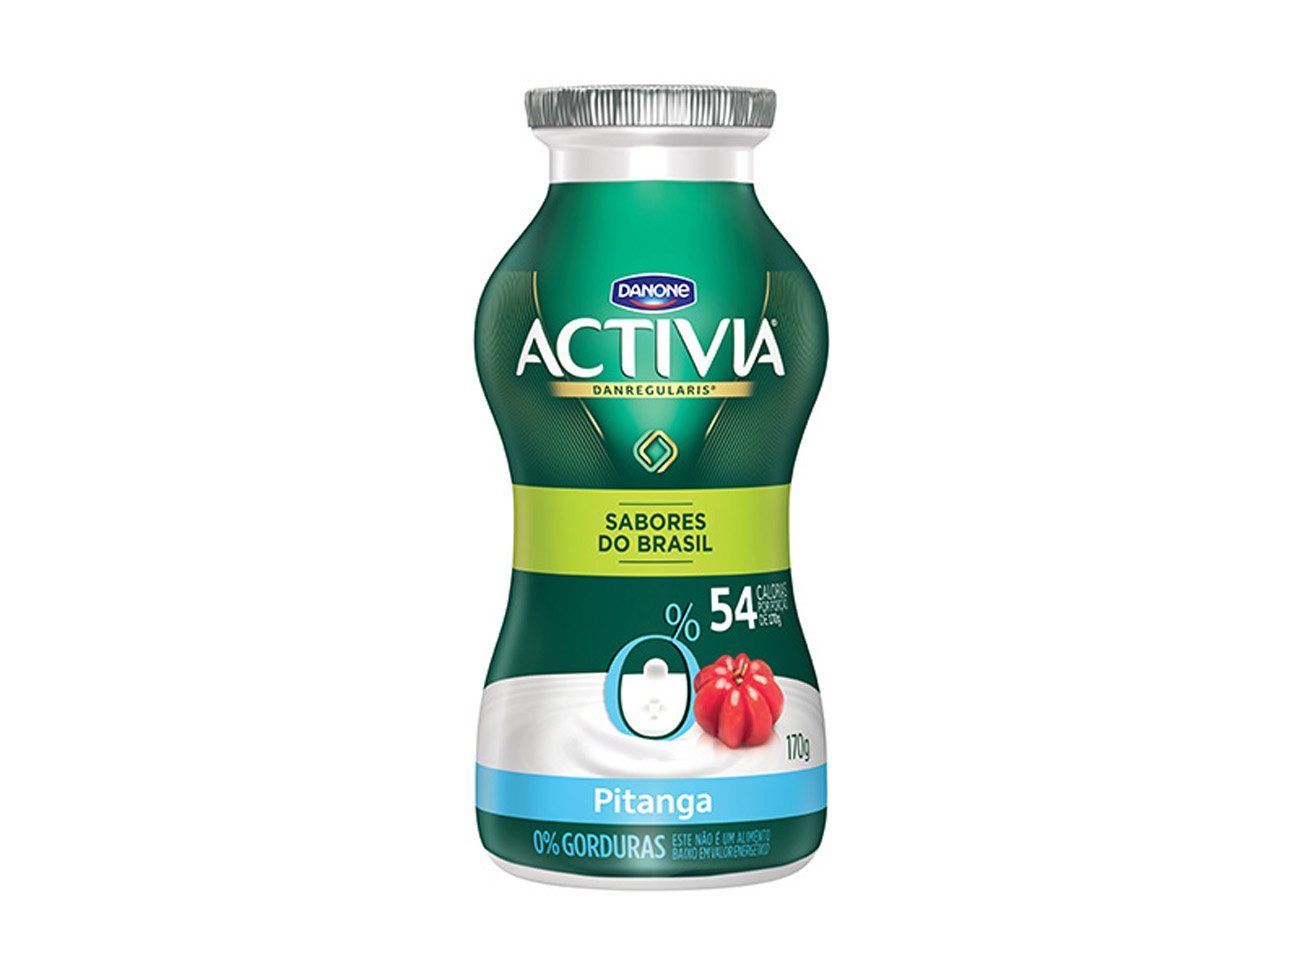 DANONE
ACTIVIA®
DANREGULARIS®
SABORES
DO BRASIL
0%
54 CALORIAS
POR PORÇÃO
DE 170g
170g
Pitanga
0% GORDURAS
ESTE NÃO É UM ALIMENTO
BAIXO EM VALOR ENERGÉTICO